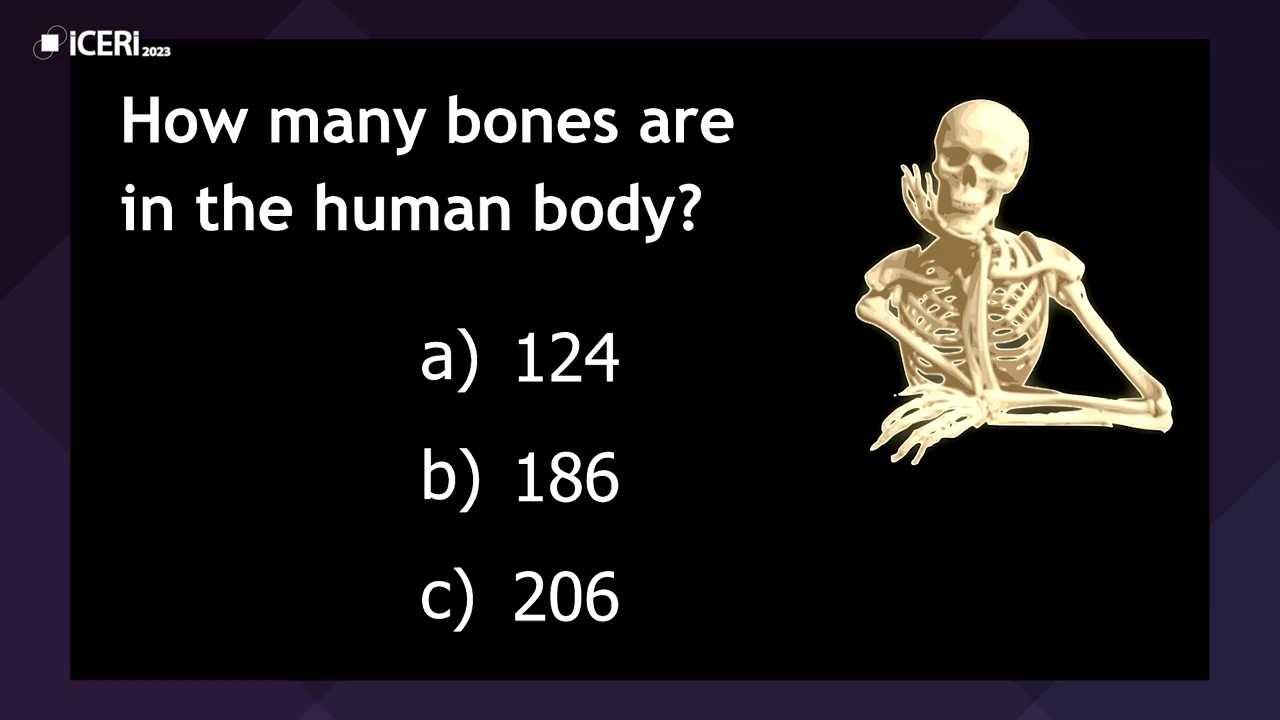 iCERi 2023
How many bones are
in the human body?
a) 124
b) 186
c) 206